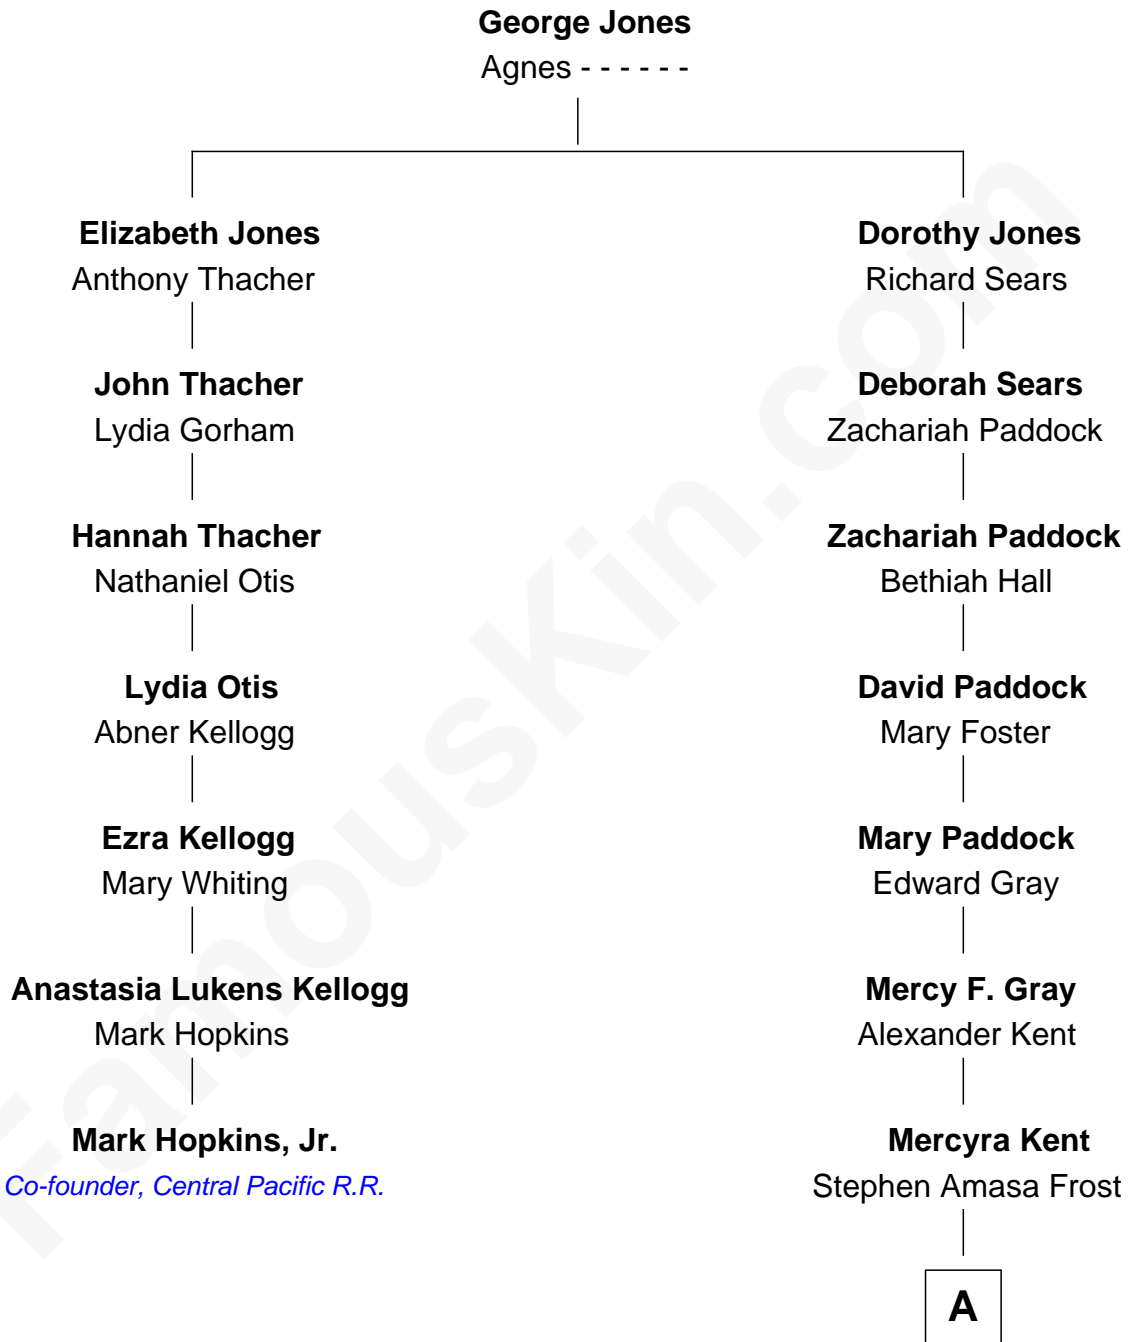 George Jones
Agnes - - - - - -
Elizabeth Jones
Anthony Thacher
Dorothy Jones
Richard Sears
John Thacher
Lydia Gorham
Deborah Sears
Zachariah Paddock
Hannah Thacher
Nathaniel Otis
Zachariah Paddock
Bethiah Hall
Lydia Otis
Abner Kellogg
David Paddock
Mary Foster
Ezra Kellogg
Mary Whiting
Mary Paddock
Edward Gray
Anastasia Lukens Kellogg
Mark Hopkins
Mercy F. Gray
Alexander Kent
Mark Hopkins, Jr.
Co-founder, Central Pacific R.R.
Mercyra Kent
Stephen Amasa Frost
A
FamousKin.com